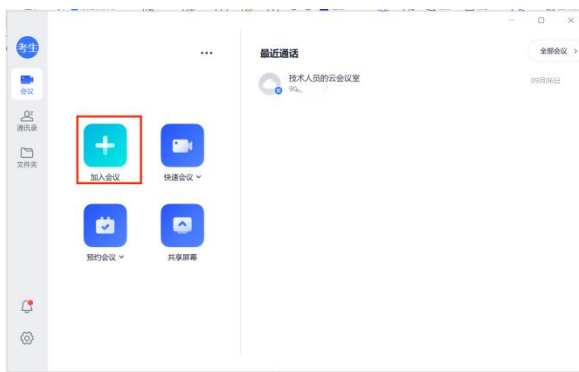 考生
会议
通讯录
文件夹
加入会议
快速会议
预约会议
共享屏幕
最近通话
全部会议
技术人员的云会议室
09月06日